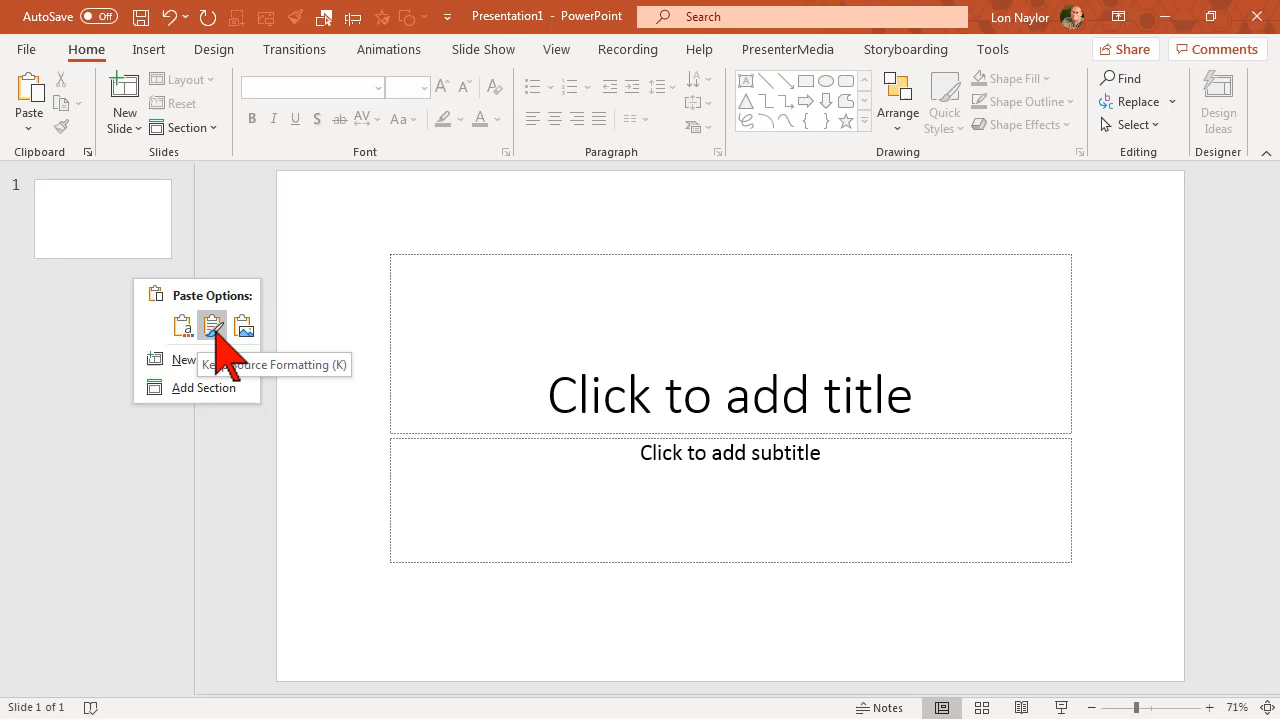 AutoSave Off Presentation1 - PowerPoint Search Lon Naylor
File Home Insert Design Transitions Animations Slide Show View Recording Help PresenterMedia Storyboarding Tools Share Comments
Paste
New Slide
Layout
Reset
Section
B I U S ab AV Aa A
Shape Fill
Shape Outline
Shape Effects
Arrange
Quick Styles
Find
Replace
Select
Design Ideas
Clipboard Slides Font Paragraph Drawing Editing Designer
1
Paste Options:
New
Source Formatting (K)
Add Section
Click to add title
Click to add subtitle
Slide 1 of 1 Notes 71%